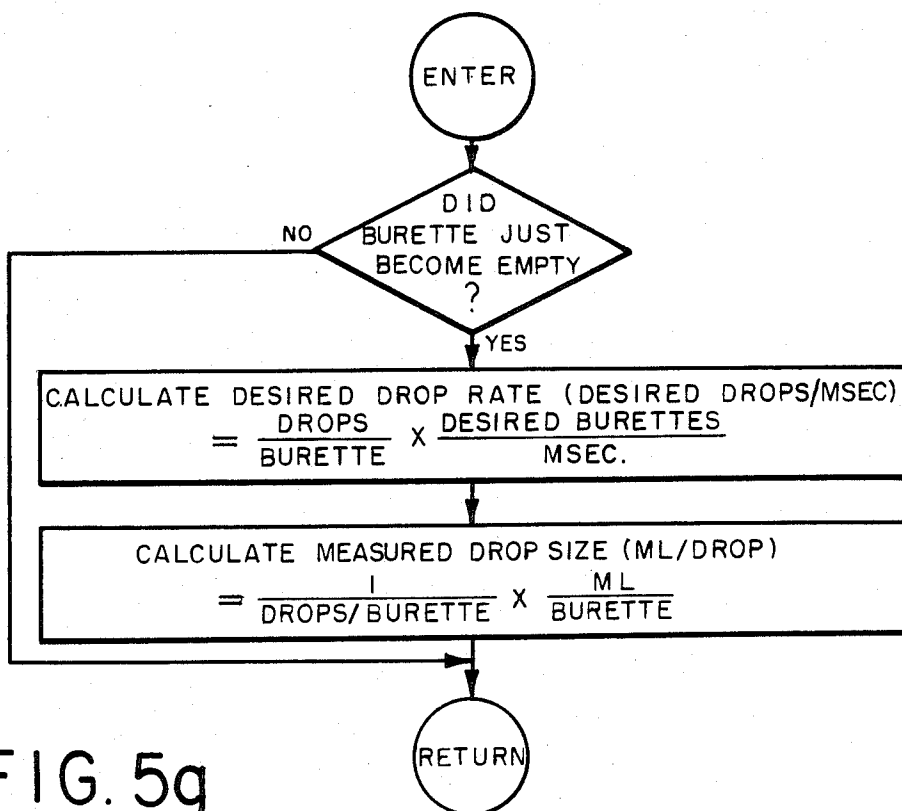 ENTER
DID
BURETTE JUST
BECOME EMPTY
?
NO
YES
CALCULATE DESIRED DROP RATE (DESIRED DROPS/MSEC)
= DROPS/BURETTE X DESIRED BURETTES/MSEC.
CALCULATE MEASURED DROP SIZE (ML/DROP)
= 1/DROPS/BURETTE X ML/BURETTE
RETURN
FIG. 5g